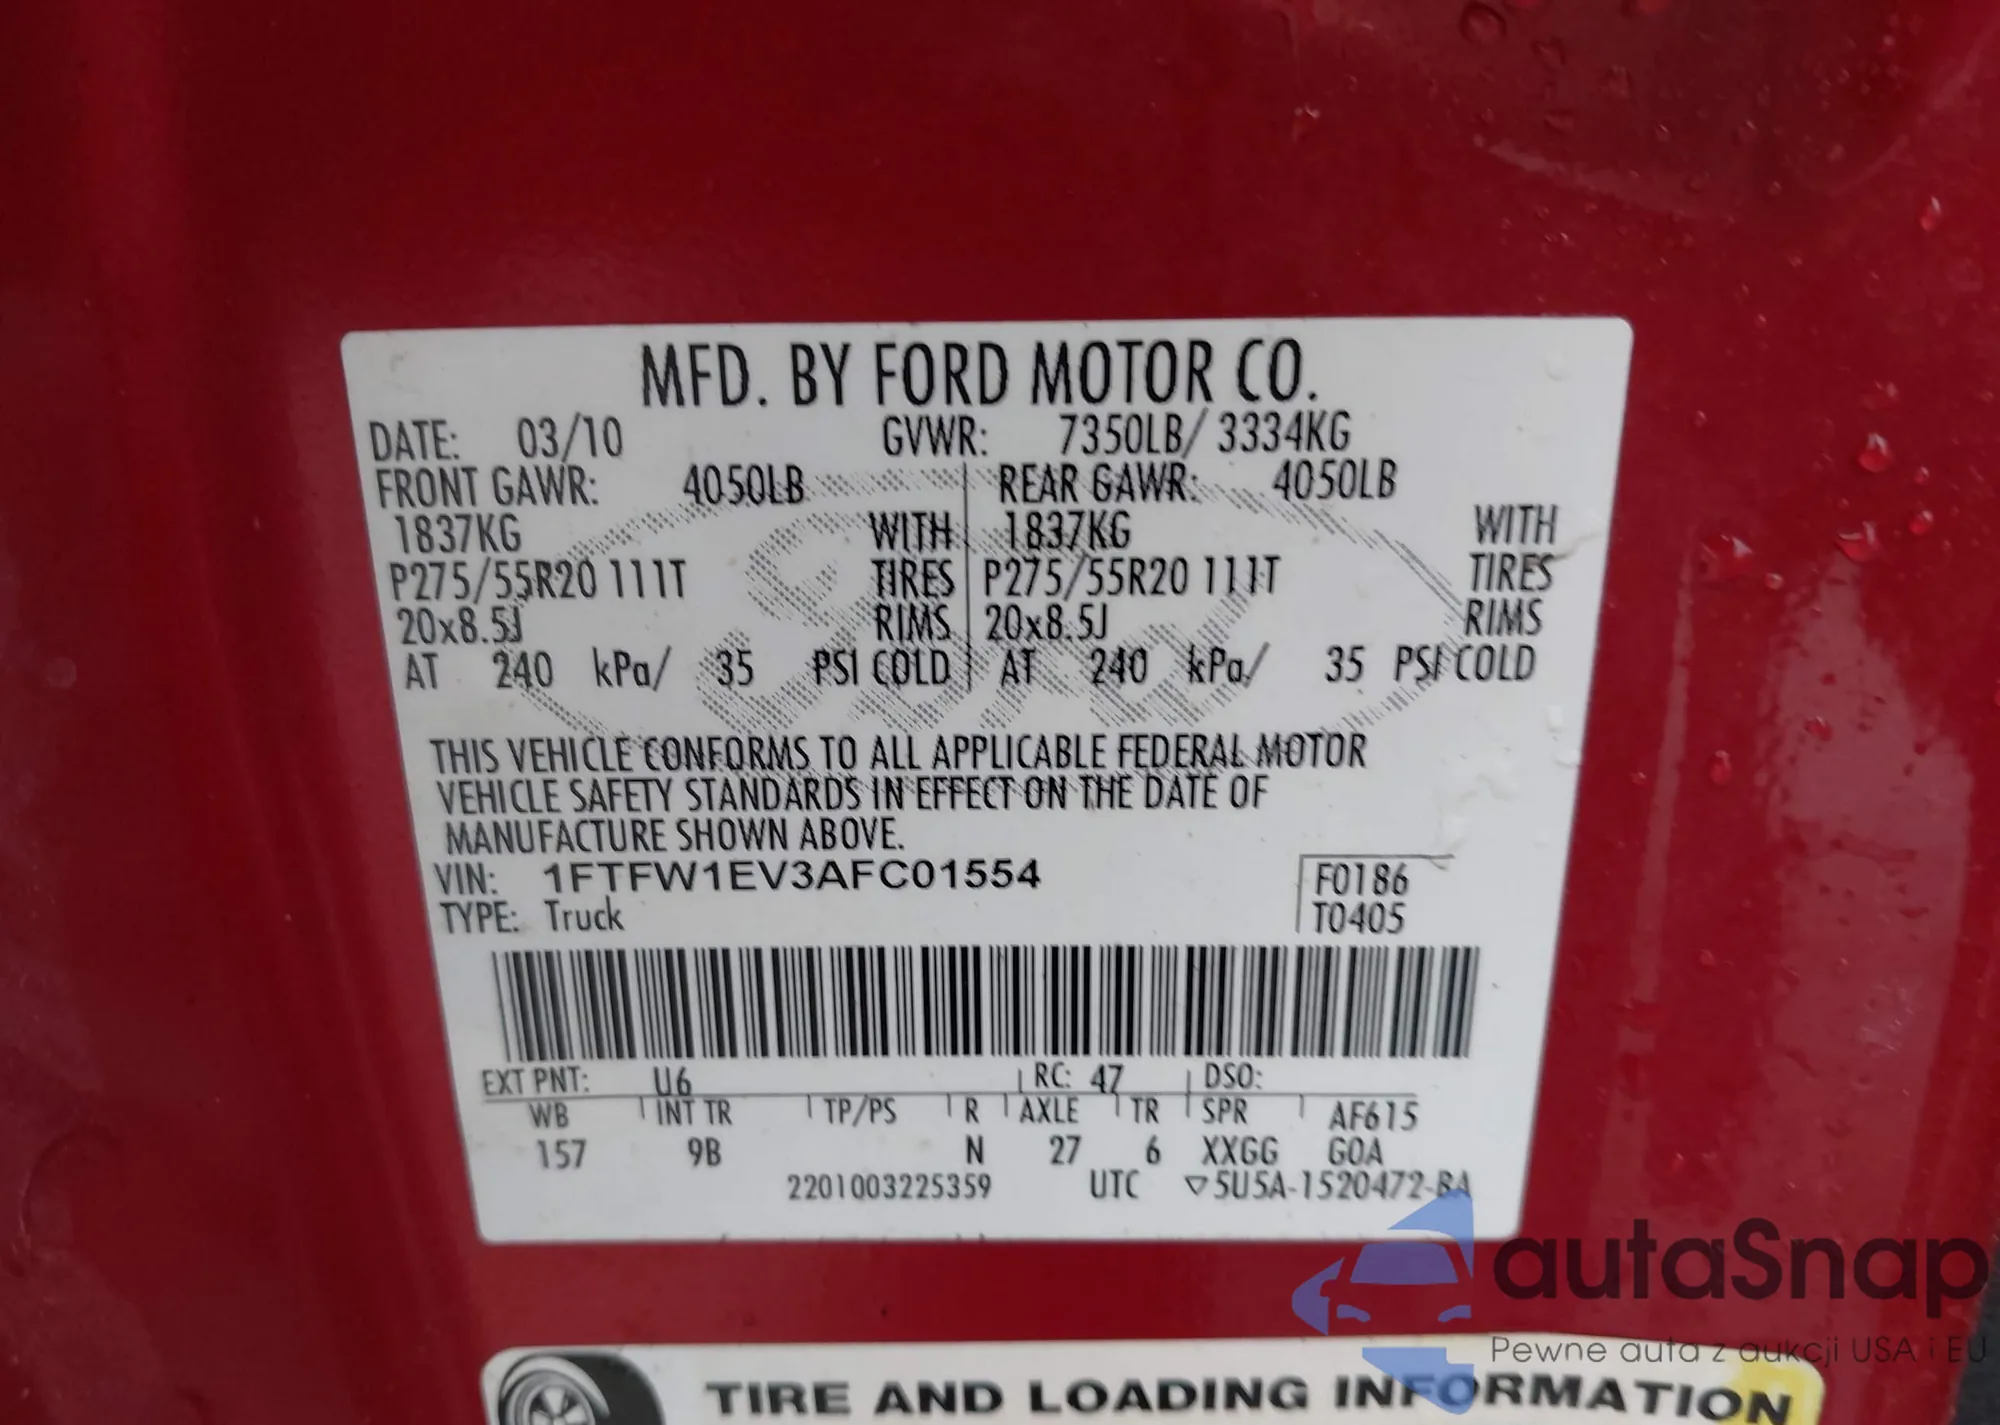 MFD. BY FORD MOTOR CO.
DATE: 03/10 GVWR: 7350LB/ 3334KG
FRONT GAWR: 4050LB REAR GAWR: 4050LB
1837KG WITH 1837KG WITH
P275/55R20 111T TIRES P275/55R20 111T TIRES
20x8.5J RIMS 20x8.5J RIMS
AT 240 kPa/ 35 PSI COLD AT 240 kPa/ 35 PSI COLD
THIS VEHICLE CONFORMS TO ALL APPLICABLE FEDERAL MOTOR
VEHICLE SAFETY STANDARDS IN EFFECT ON THE DATE OF
MANUFACTURE SHOWN ABOVE.
VIN: 1FTFW1EV3AFC01554 F0186
TYPE: Truck T0405
EXT PNT: U6 RC: 47 DSO:
WB INT TR TP/PS R AXLE TR SPR AF615
157 9B N 27 6 XXGG GOA
2201003225359 UTC ▽5U5A-1520472-BA
autaSnap
Pewne auta z aukcji USA i EU
TIRE AND LOADING INFORMATION